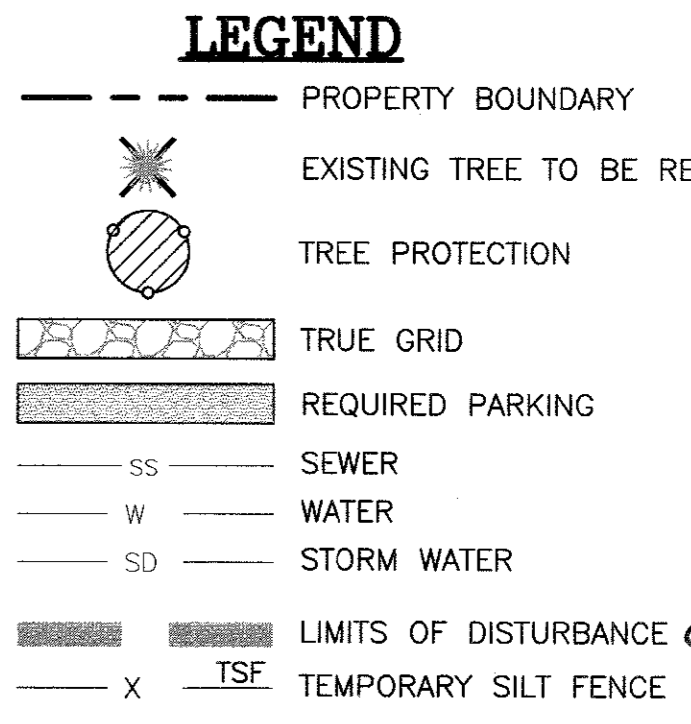 LEGEND
PROPERTY BOUNDARY
EXISTING TREE TO BE RE
TREE PROTECTION
TRUE GRID
REQUIRED PARKING
SS SEWER
W WATER
SD STORM WATER
LIMITS OF DISTURBANCE
X TSF TEMPORARY SILT FENCE